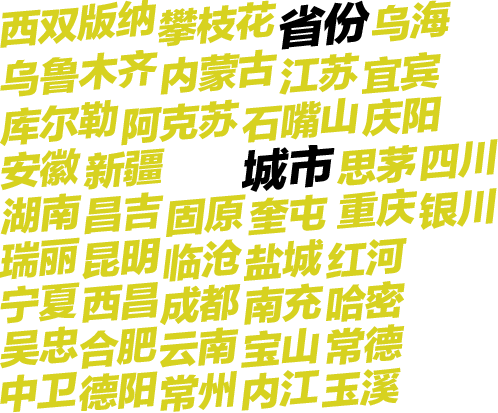 西双版纳 攀枝花 省份 乌海
乌鲁木齐 内蒙古 江苏 宜宾
库尔勒 阿克苏 石嘴山 庆阳
安徽 新疆 城市 思茅 四川
湖南 昌吉 固原 奎屯 重庆 银川
瑞丽 昆明 临沧 盐城 红河
宁夏 西昌 成都 南充 哈密
吴忠 合肥 云南 宝山 常德
中卫 德阳 常州 内江 玉溪